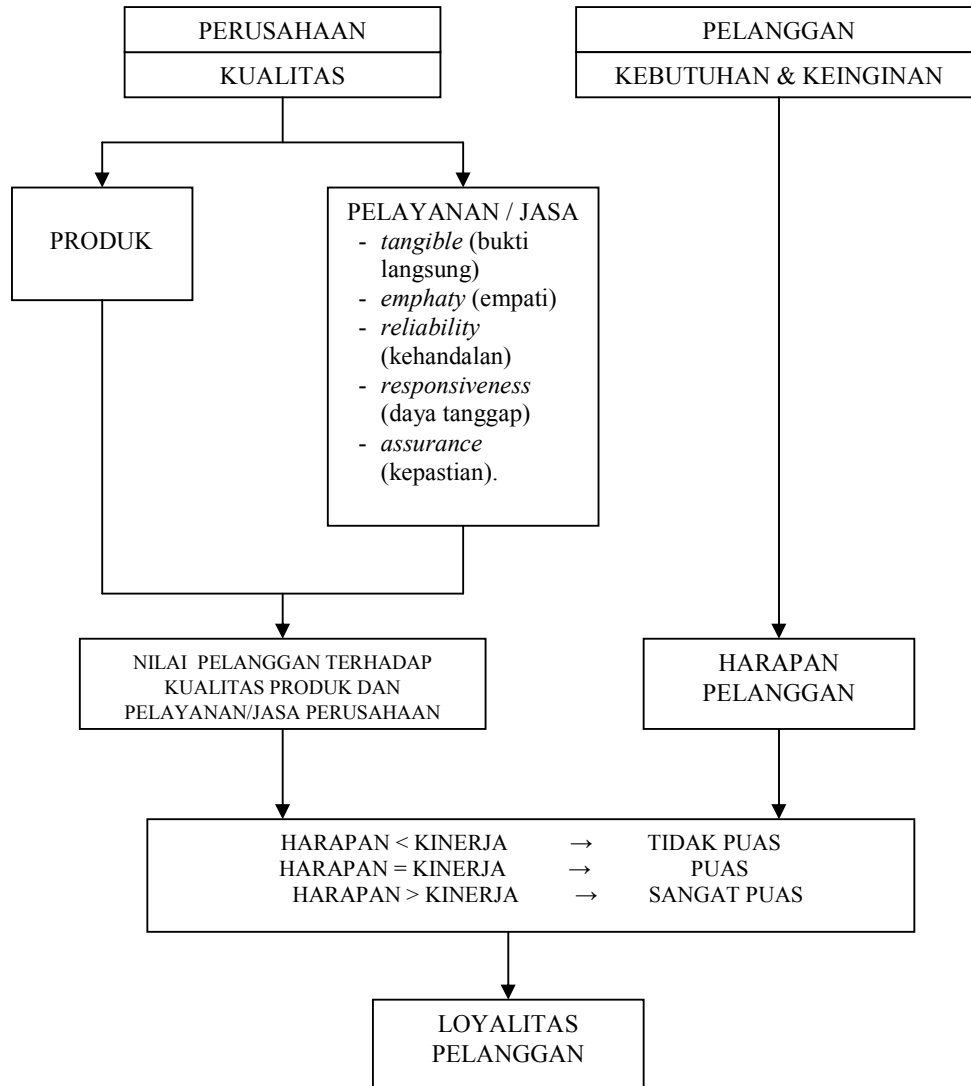 PERUSAHAAN
KUALITAS
PELANGGAN
KEBUTUHAN & KEINGINAN
PRODUK
PELAYANAN / JASA
- tangible (bukti
langsung)
- emphaty (empati)
- reliability
(kehandalan)
- responsiveness
(daya tanggap)
- assurance
(kepastian).
NILAI PELANGGAN TERHADAP
KUALITAS PRODUK DAN
PELAYANAN/JASA PERUSAHAAN
HARAPAN
PELANGGAN
HARAPAN < KINERJA → TIDAK PUAS
HARAPAN = KINERJA → PUAS
HARAPAN > KINERJA → SANGAT PUAS
LOYALITAS
PELANGGAN